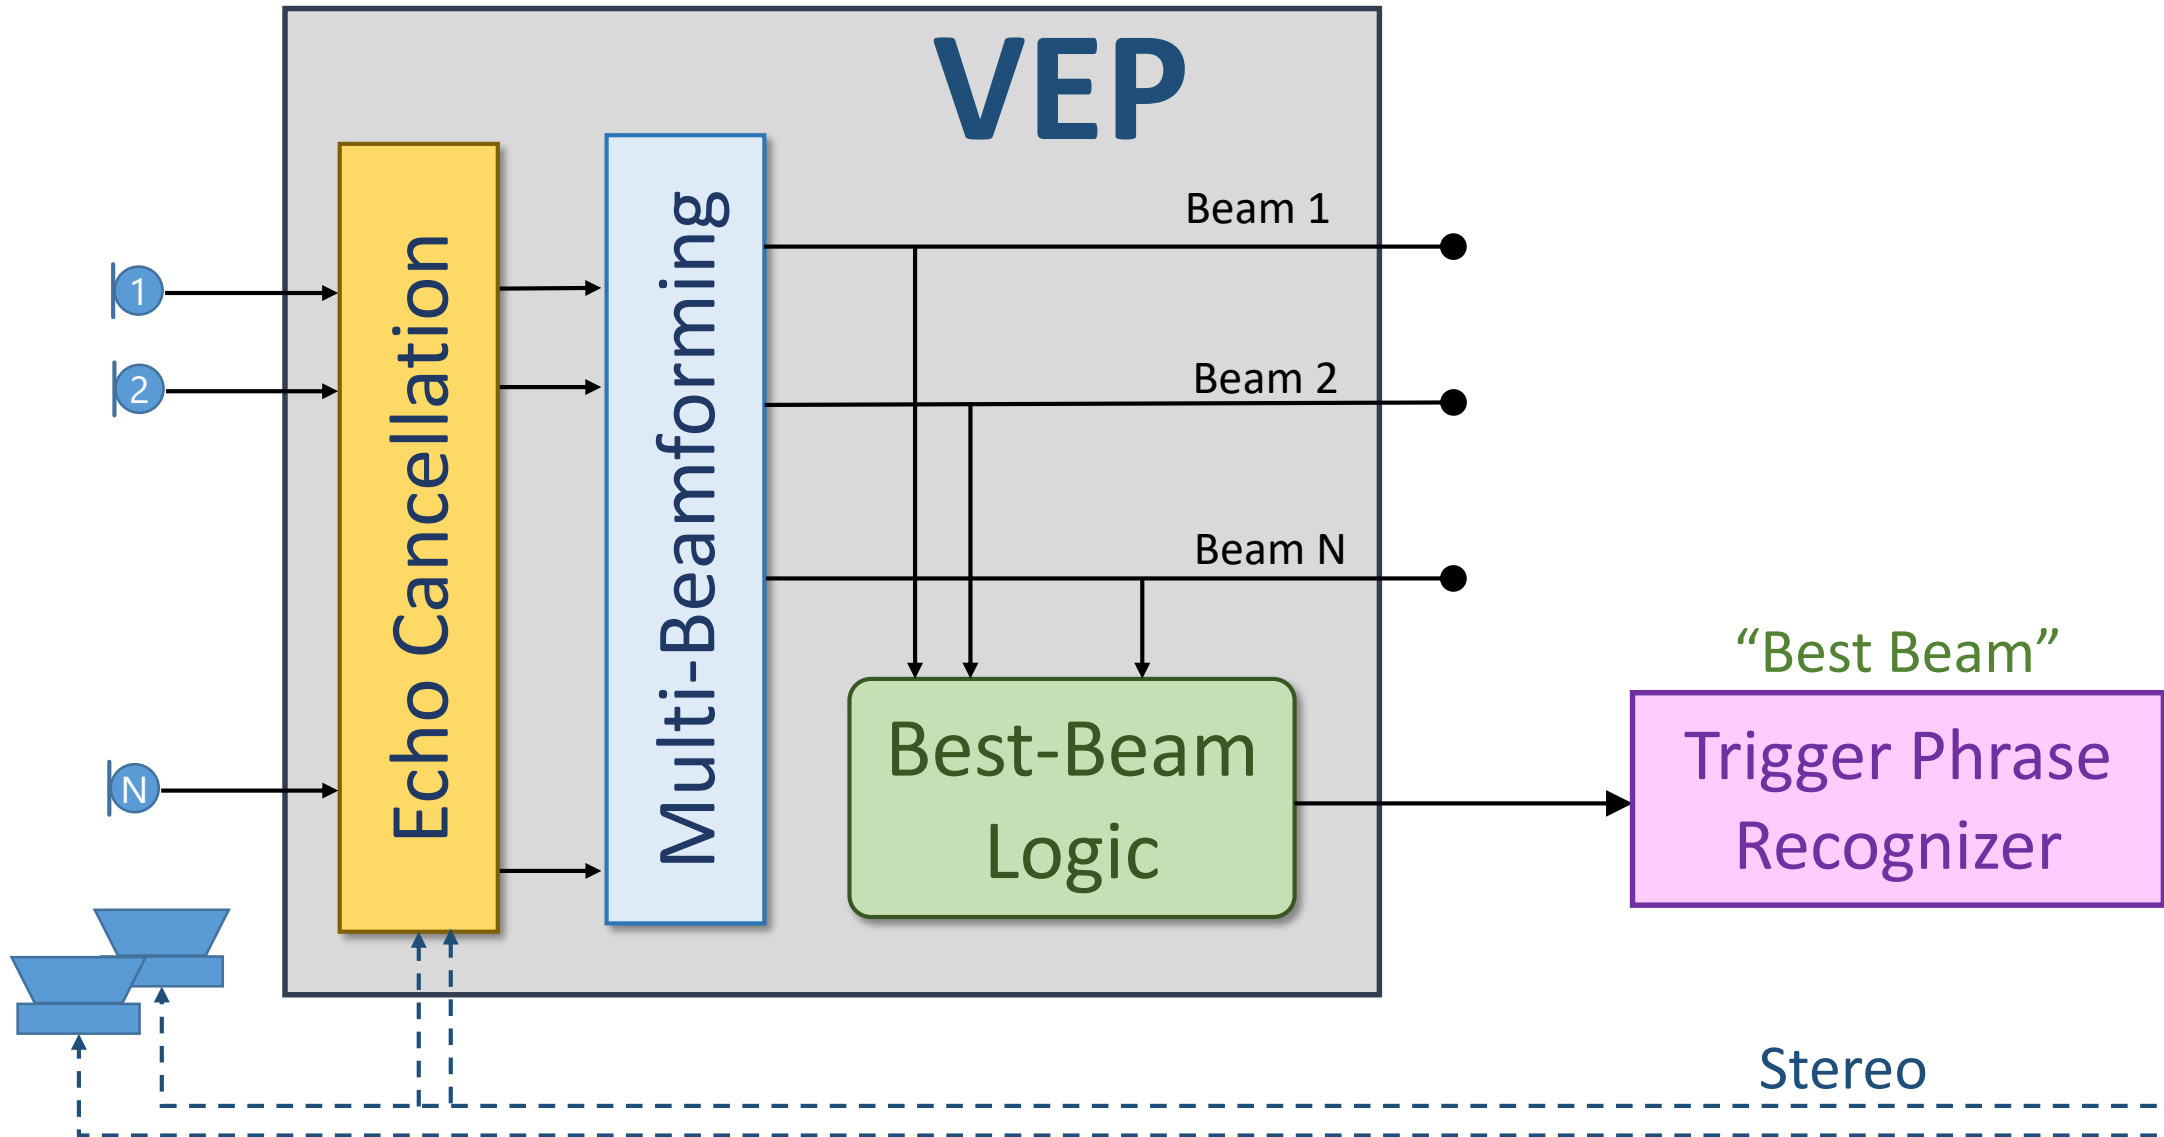 VEP
1
2
N
Echo Cancellation
Multi-Beamforming
Beam 1
Beam 2
Beam N
Best-Beam
Logic
“Best Beam”
Trigger Phrase
Recognizer
Stereo